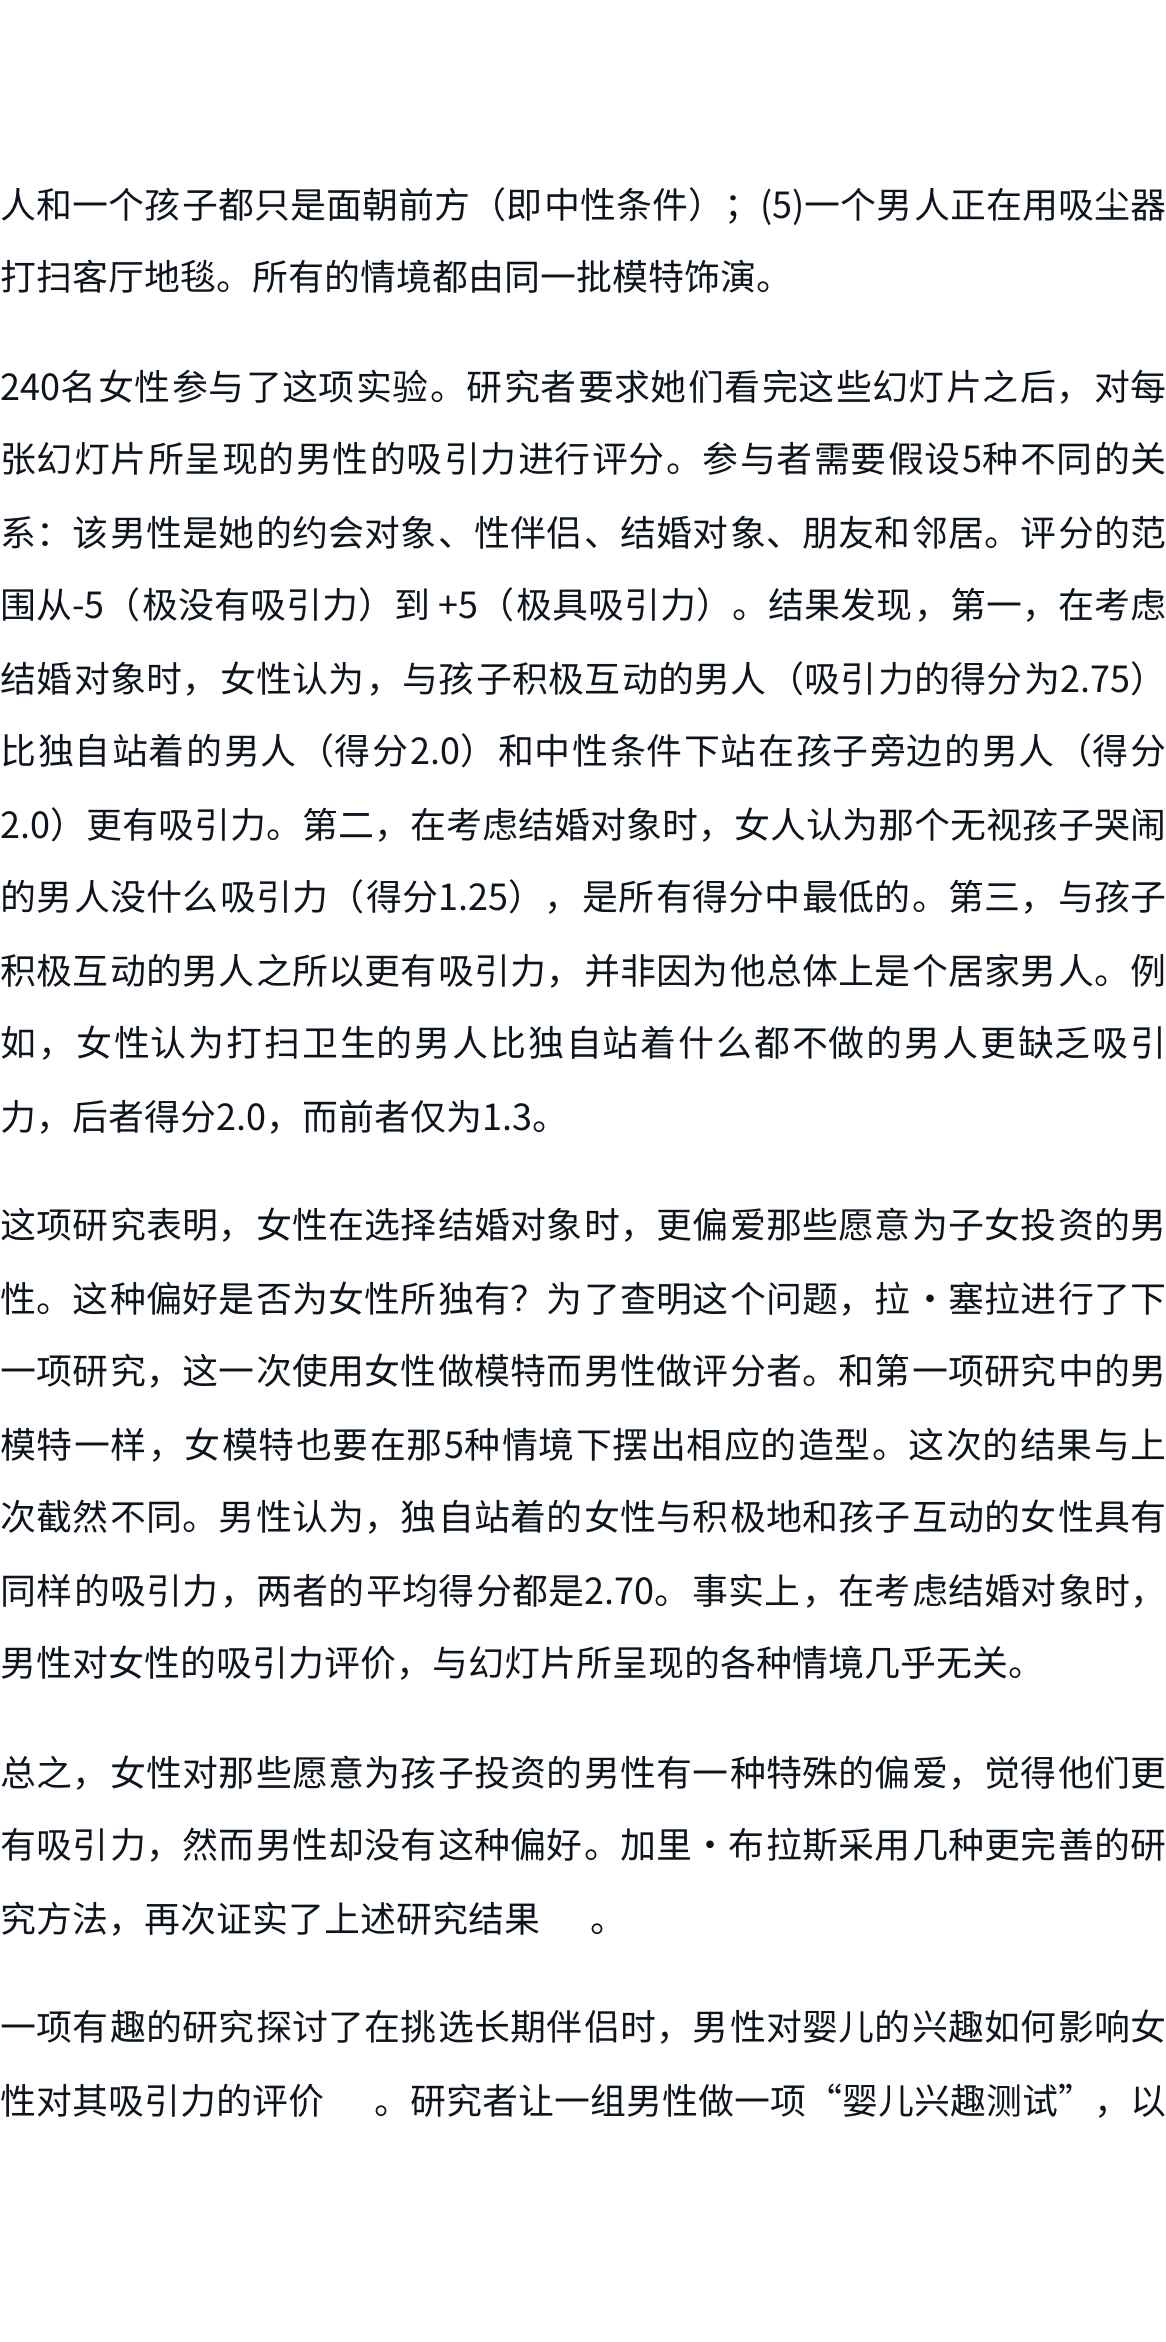 人和一个孩子都只是面朝前方（即中性条件）；(5)一个男人正在用吸尘器
打扫客厅地毯。所有的情境都由同一批模特饰演。
240名女性参与了这项实验。研究者要求她们看完这些幻灯片之后，对每
张幻灯片所呈现的男性的吸引力进行评分。参与者需要假设5种不同的关
系：该男性是她的约会对象、性伴侣、结婚对象、朋友和邻居。评分的范
围从-5（极没有吸引力）到 +5（极具吸引力）。结果发现，第一，在考虑
结婚对象时，女性认为，与孩子积极互动的男人（吸引力的得分为2.75）
比独自站着的男人（得分2.0）和中性条件下站在孩子旁边的男人（得分
2.0）更有吸引力。第二，在考虑结婚对象时，女人认为那个无视孩子哭闹
的男人没什么吸引力（得分1.25），是所有得分中最低的。第三，与孩子
积极互动的男人之所以更有吸引力，并非因为他总体上是个居家男人。例
如，女性认为打扫卫生的男人比独自站着什么都不做的男人更缺乏吸引
力，后者得分2.0，而前者仅为1.3。
这项研究表明，女性在选择结婚对象时，更偏爱那些愿意为子女投资的男
性。这种偏好是否为女性所独有？为了查明这个问题，拉·塞拉进行了下
一项研究，这一次使用女性做模特而男性做评分者。和第一项研究中的男
模特一样，女模特也要在那5种情境下摆出相应的造型。这次的结果与上
次截然不同。男性认为，独自站着的女性与积极地和孩子互动的女性具有
同样的吸引力，两者的平均得分都是2.70。事实上，在考虑结婚对象时，
男性对女性的吸引力评价，与幻灯片所呈现的各种情境几乎无关。
总之，女性对那些愿意为孩子投资的男性有一种特殊的偏爱，觉得他们更
有吸引力，然而男性却没有这种偏好。加里·布拉斯采用几种更完善的研
究方法，再次证实了上述研究结果 。
一项有趣的研究探讨了在挑选长期伴侣时，男性对婴儿的兴趣如何影响女
性对其吸引力的评价 。研究者让一组男性做一项“婴儿兴趣测试”，以